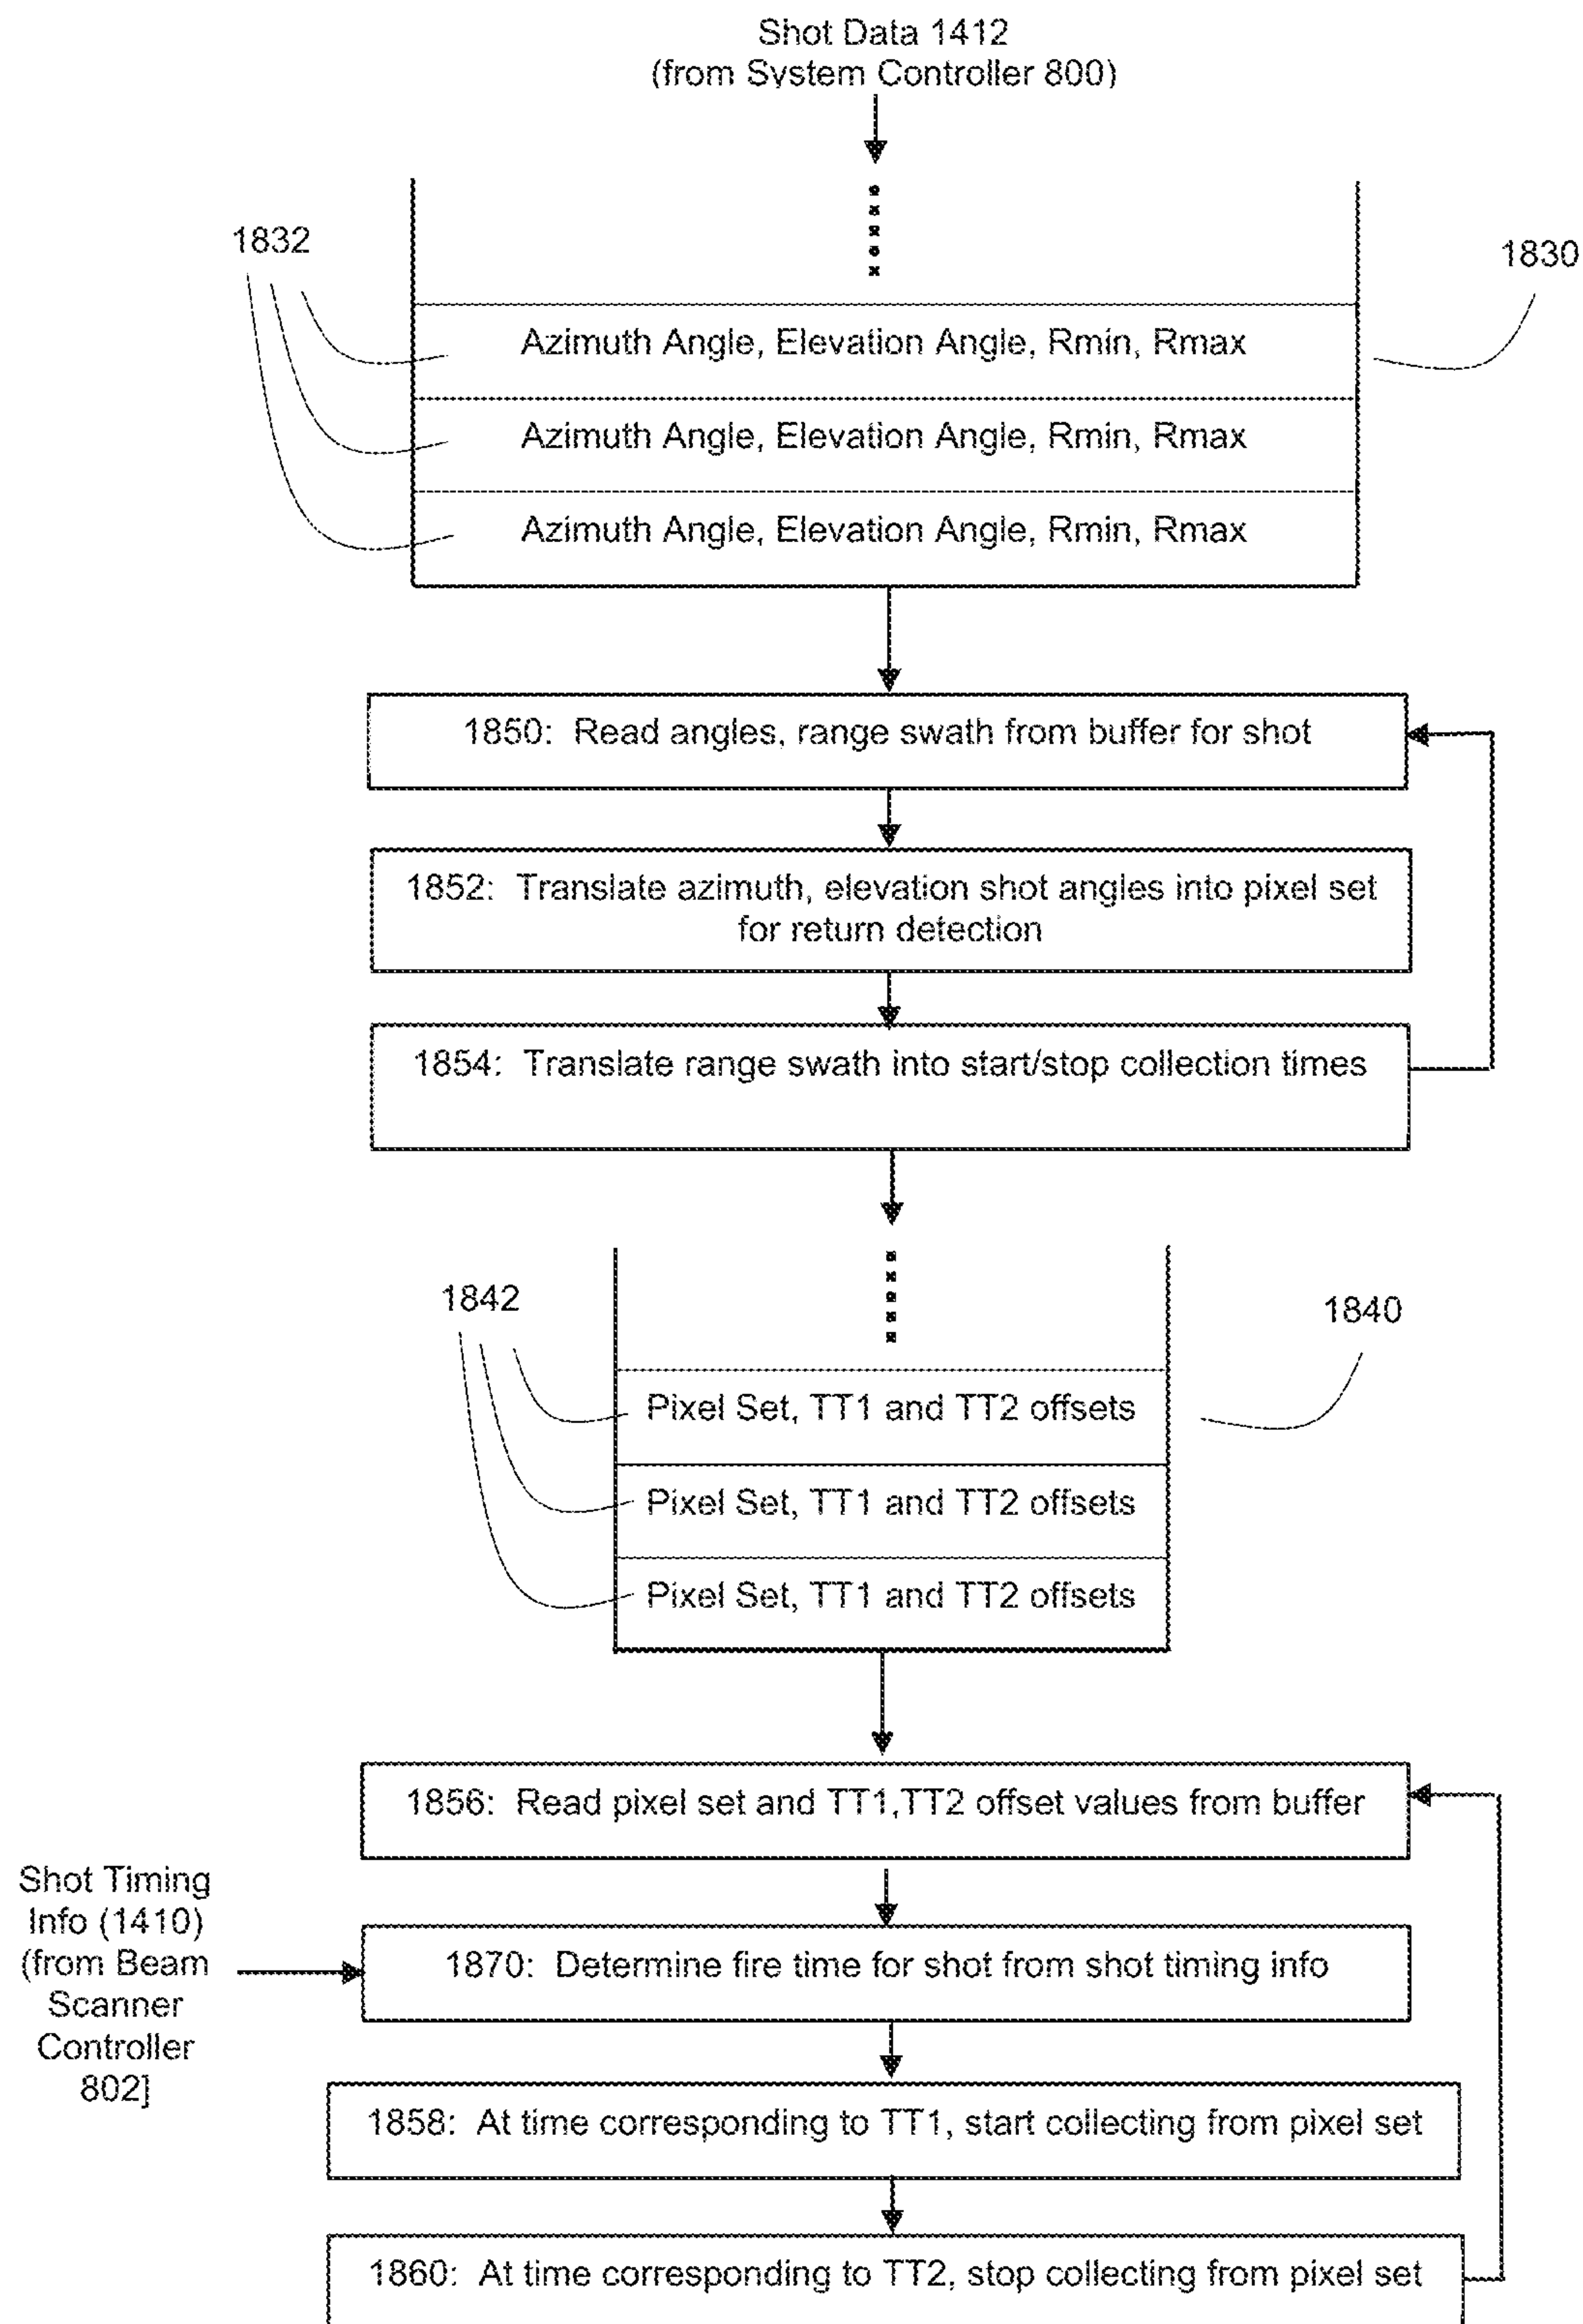 Shot Data 1412
(from System Controller 800)
1832
1830
Azimuth Angle, Elevation Angle, Rmin, Rmax
Azimuth Angle, Elevation Angle, Rmin, Rmax
Azimuth Angle, Elevation Angle, Rmin, Rmax
1850: Read angles, range swath from buffer for shot
1852: Translate azimuth, elevation shot angles into pixel set
for return detection
1854: Translate range swath into start/stop collection times
1842
1840
Pixel Set, TT1 and TT2 offsets
Pixel Set, TT1 and TT2 offsets
Pixel Set, TT1 and TT2 offsets
1856: Read pixel set and TT1,TT2 offset values from buffer
Shot Timing
Info (1410)
(from Beam
Scanner
Controller
802]
1870: Determine fire time for shot from shot timing info
1858: At time corresponding to TT1, start collecting from pixel set
1860: At time corresponding to TT2, stop collecting from pixel set